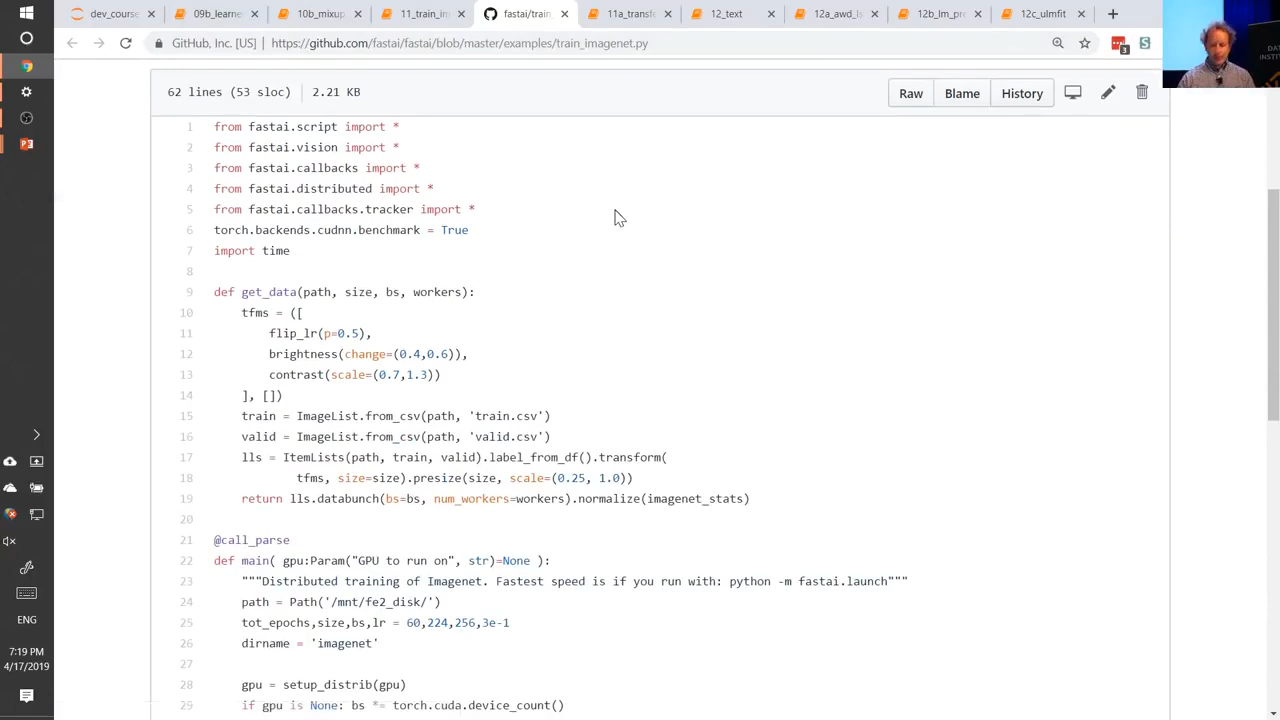 dev_course
09b_learne
10b_mixup
11_train_im
fastai/train_
11a_transfe
12_text
12a_awd_ls
12b_lm_pre
12c_ulmfit
GitHub, Inc. [US] | https://github.com/fastai/fastai/blob/master/examples/train_imagenet.py
3
62 lines (53 sloc) 2.21 KB
Raw Blame History
1 from fastai.script import *
2 from fastai.vision import *
3 from fastai.callbacks import *
4 from fastai.distributed import *
5 from fastai.callbacks.tracker import *
6 torch.backends.cudnn.benchmark = True
7 import time
8
9 def get_data(path, size, bs, workers):
10 tfms = ([
11 flip_lr(p=0.5),
12 brightness(change=(0.4,0.6)),
13 contrast(scale=(0.7,1.3))
14 ], [])
15 train = ImageList.from_csv(path, 'train.csv')
16 valid = ImageList.from_csv(path, 'valid.csv')
17 lls = ItemLists(path, train, valid).label_from_df().transform(
18 tfms, size=size).presize(size, scale=(0.25, 1.0))
19 return lls.databunch(bs=bs, num_workers=workers).normalize(imagenet_stats)
20
21 @call_parse
22 def main( gpu:Param("GPU to run on", str)=None ):
23 """Distributed training of Imagenet. Fastest speed is if you run with: python -m fastai.launch"""
24 path = Path('/mnt/fe2_disk/')
25 tot_epochs,size,bs,lr = 60,224,256,3e-1
26 dirname = 'imagenet'
27
28 gpu = setup_distrib(gpu)
29 if gpu is None: bs *= torch.cuda.device_count()
ENG
7:19 PM
4/17/2019
DAT
INSTIT